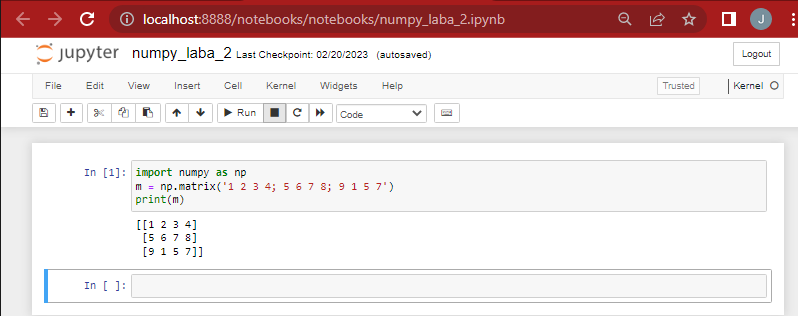 localhost:8888/notebooks/notebooks/numpy_laba_2.ipynb
J
jupyter numpy_laba_2 Last Checkpoint: 02/20/2023 (autosaved) Logout
File Edit View Insert Cell Kernel Widgets Help Trusted Kernel
Run Code
In [1]: import numpy as np
m = np.matrix('1 2 3 4; 5 6 7 8; 9 1 5 7')
print(m)
[[1 2 3 4]
[5 6 7 8]
[9 1 5 7]]
In [ ]: